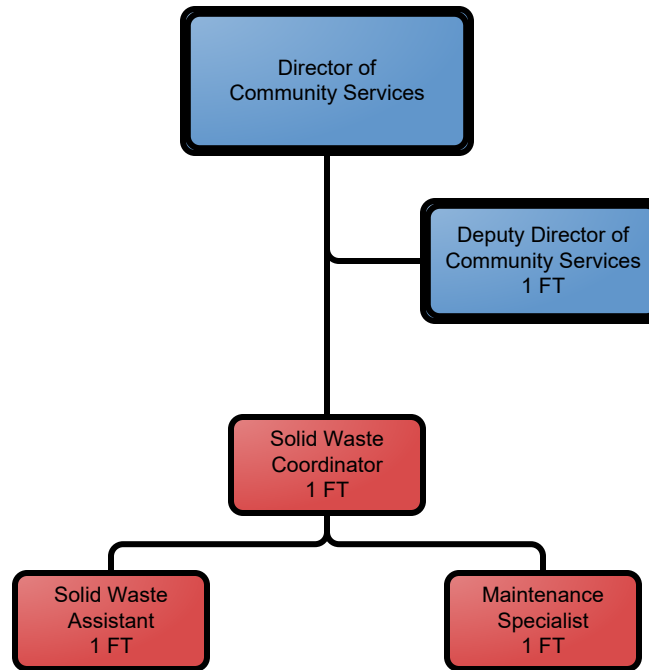 Director of
Community Services
Deputy Director of
Community Services
1 FT
Solid Waste
Coordinator
1 FT
Solid Waste
Assistant
1 FT
Maintenance
Specialist
1 FT